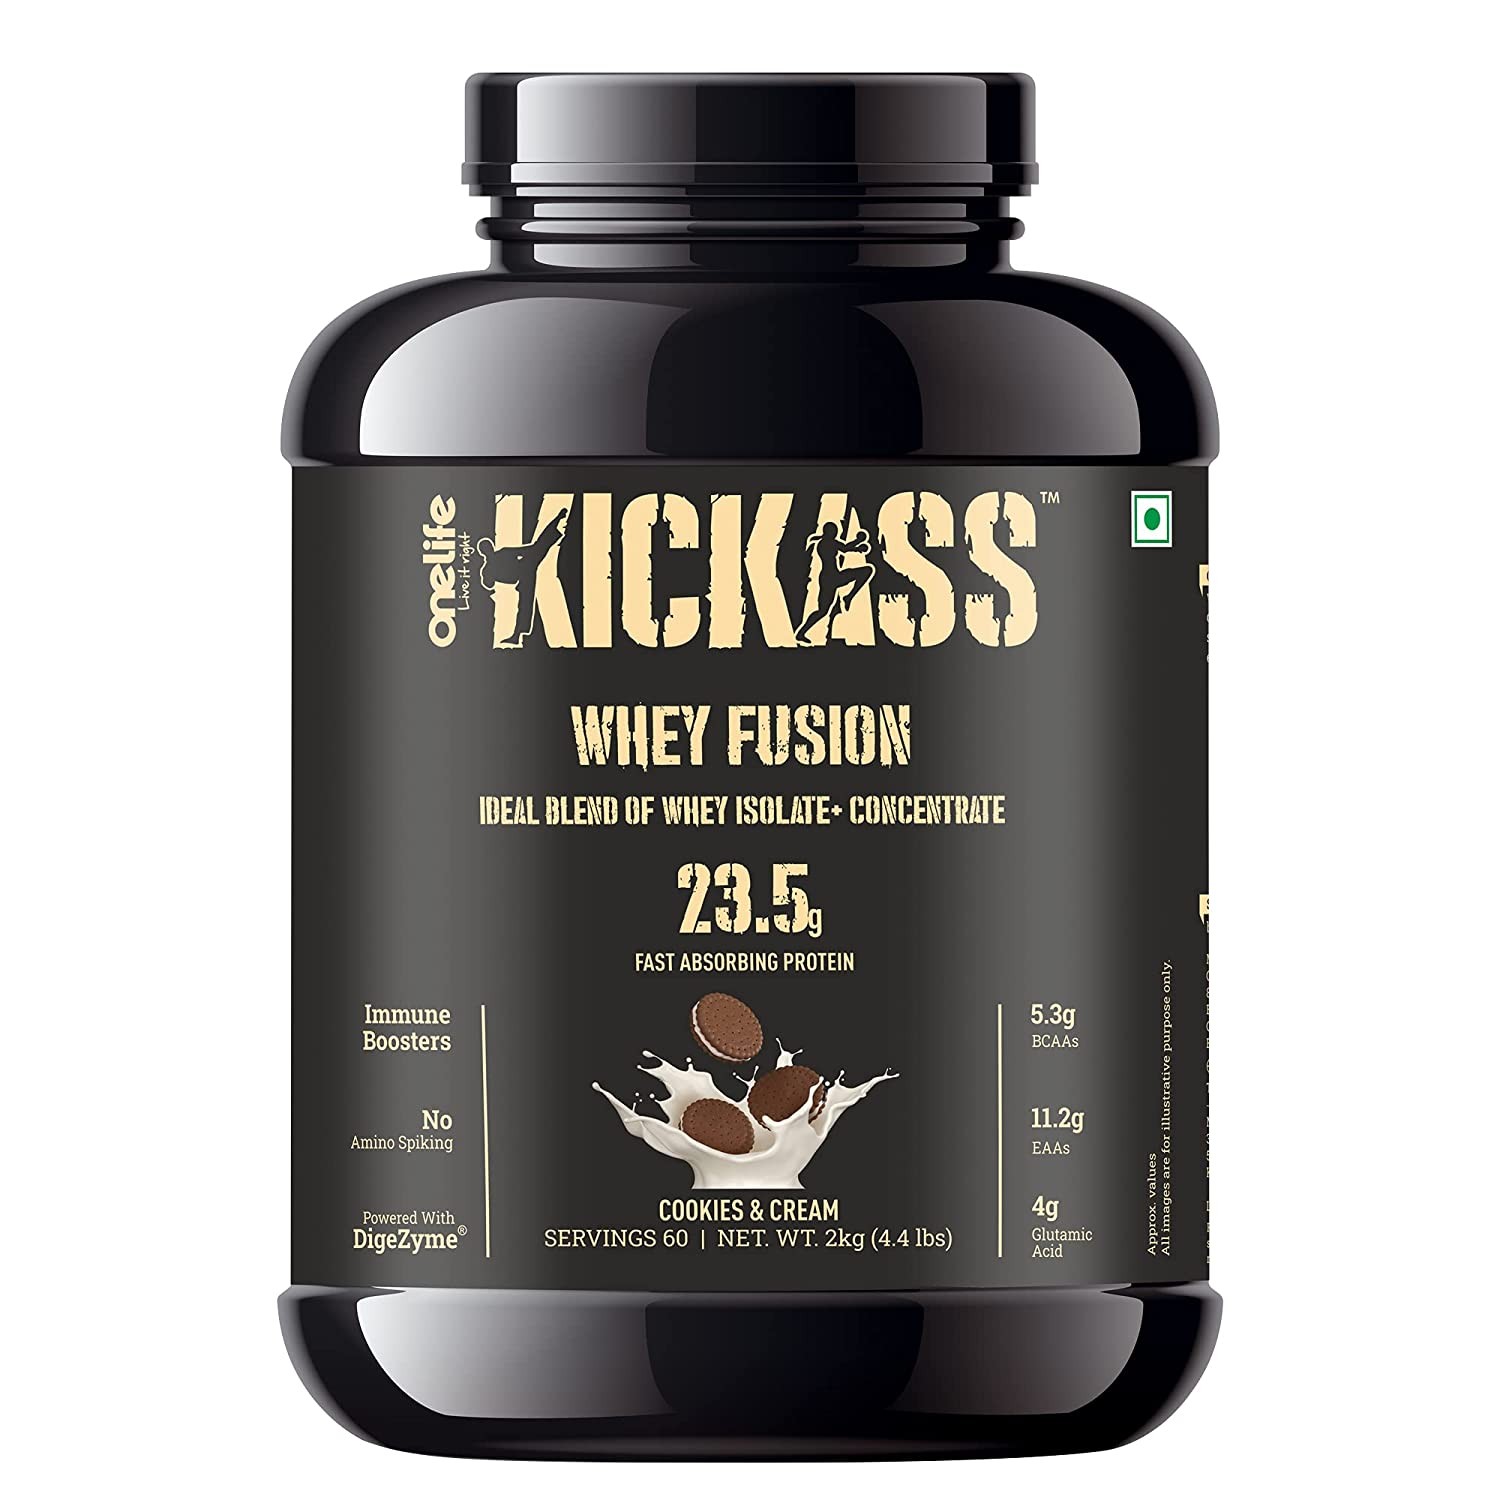 onelife
Live it right
KICKASS™
WHEY FUSION
IDEAL BLEND OF WHEY ISOLATE+ CONCENTRATE
23.5g
FAST ABSORBING PROTEIN
Immune
Boosters
No
Amino Spiking
Powered With
DigeZyme®
5.3g
BCAAs
11.2g
EAAs
4g
Glutamic
Acid
COOKIES & CREAM
SERVINGS 60 | NET. WT. 2kg (4.4 lbs)
Approx. values
All images are for illustrative purpose only.